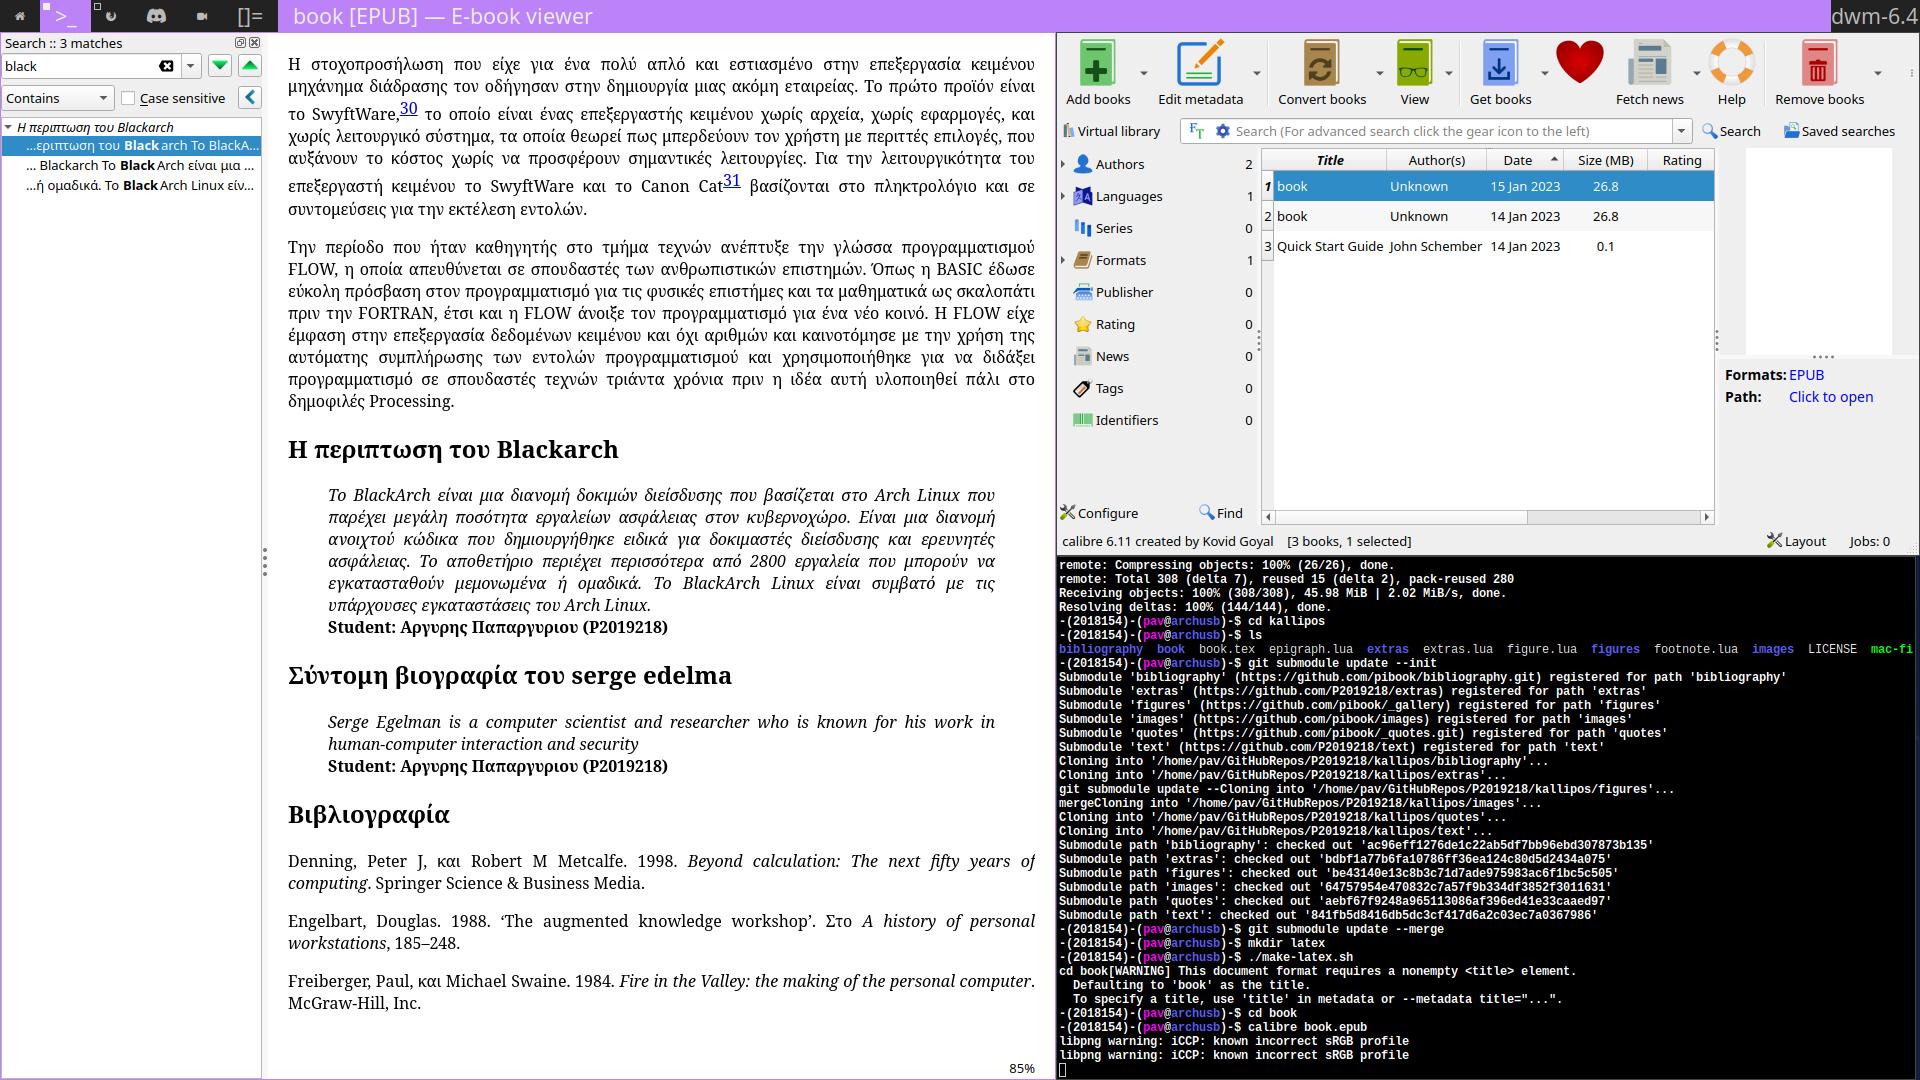 >_
[]=
book [EPUB] — E-book viewer
dwm-6.4
Search :: 3 matches
black
Contains
Case sensitive
Η περιπτωση του Blackarch
...εριπτωση του Black arch Το BlackA...
... Blackarch Το Black Arch είναι μια ...
...ή ομαδικά. Το Black Arch Linux είν...
Η στοχοπροσήλωση που είχε για ένα πολύ απλό και εστιασμένο στην επεξεργασία κειμένου
μηχάνημα διάδρασης τον οδήγησαν στην δημιουργία μιας ακόμη εταιρείας. Το πρώτο προϊόν είναι
το SwyftWare,30 το οποίο είναι ένας επεξεργαστής κειμένου χωρίς αρχεία, χωρίς εφαρμογές, και
χωρίς λειτουργικό σύστημα, τα οποία θεωρεί πως μπερδεύουν τον χρήστη με περιττές επιλογές, που
αυξάνουν το κόστος χωρίς να προσφέρουν σημαντικές λειτουργίες. Για την λειτουργικότητα του
επεξεργαστή κειμένου το SwyftWare και το Canon Cat31 βασίζονται στο πληκτρολόγιο και σε
συντομεύσεις για την εκτέλεση εντολών.
Την περίοδο που ήταν καθηγητής στο τμήμα τεχνών ανέπτυξε την γλώσσα προγραμματισμού
FLOW, η οποία απευθύνεται σε σπουδαστές των ανθρωπιστικών επιστημών. Όπως η BASIC έδωσε
εύκολη πρόσβαση στον προγραμματισμό για τις φυσικές επιστήμες και τα μαθηματικά ως σκαλοπάτι
πριν την FORTRAN, έτσι και η FLOW άνοιξε τον προγραμματισμό για ένα νέο κοινό. Η FLOW είχε
έμφαση στην επεξεργασία δεδομένων κειμένου και όχι αριθμών και καινοτόμησε με την χρήση της
αυτόματης συμπλήρωσης των εντολών προγραμματισμού και χρησιμοποιήθηκε για να διδάξει
προγραμματισμό σε σπουδαστές τεχνών τριάντα χρόνια πριν η ιδέα αυτή υλοποιηθεί πάλι στο
δημοφιλές Processing.
Η περιπτωση του Blackarch
Το BlackArch είναι μια διανομή δοκιμών διείσδυσης που βασίζεται στο Arch Linux που
παρέχει μεγάλη ποσότητα εργαλείων ασφάλειας στον κυβερνοχώρο. Είναι μια διανομή
ανοιχτού κώδικα που δημιουργήθηκε ειδικά για δοκιμαστές διείσδυσης και ερευνητές
ασφάλειας. Το αποθετήριο περιέχει περισσότερα από 2800 εργαλεία που μπορούν να
εγκατασταθούν μεμονωμένα ή ομαδικά. Το BlackArch Linux είναι συμβατό με τις
υπάρχουσες εγκαταστάσεις του Arch Linux.
Student: Αργυρης Παπαργυριου (P2019218)
Σύντομη βιογραφία του serge edelma
Serge Egelman is a computer scientist and researcher who is known for his work in
human-computer interaction and security
Student: Αργυρης Παπαργυριου (P2019218)
Βιβλιογραφία
Denning, Peter J, και Robert M Metcalfe. 1998. Beyond calculation: The next fifty years of
computing. Springer Science & Business Media.
Engelbart, Douglas. 1988. ‘The augmented knowledge workshop’. Στο A history of personal
workstations, 185–248.
Freiberger, Paul, και Michael Swaine. 1984. Fire in the Valley: the making of the personal computer.
McGraw-Hill, Inc.
85%
Add books
Edit metadata
Convert books
View
Get books
Fetch news
Help
Remove books
Virtual library
Search (For advanced search click the gear icon to the left)
Search
Saved searches
Authors 2
Languages 1
Series 0
Formats 1
Publisher 0
Rating 0
News 0
Tags 0
Identifiers 0
Configure
Find
Title Author(s) Date Size (MB) Rating
1 book Unknown 15 Jan 2023 26.8
2 book Unknown 14 Jan 2023 26.8
3 Quick Start Guide John Schember 14 Jan 2023 0.1
Formats: EPUB
Path: Click to open
calibre 6.11 created by Kovid Goyal [3 books, 1 selected]
Layout
Jobs: 0
remote: Compressing objects: 100% (26/26), done.
remote: Total 308 (delta 7), reused 15 (delta 2), pack-reused 280
Receiving objects: 100% (308/308), 45.98 MiB | 2.02 MiB/s, done.
Resolving deltas: 100% (144/144), done.
-(2018154)-(pav@archusb)-$ cd kallipos
-(2018154)-(pav@archusb)-$ ls
bibliography book book.tex epigraph.lua extras extras.lua figure.lua figures footnote.lua images LICENSE mac-fi
-(2018154)-(pav@archusb)-$ git submodule update --init
Submodule 'bibliography' (https://github.com/pibook/bibliography.git) registered for path 'bibliography'
Submodule 'extras' (https://github.com/P2019218/extras) registered for path 'extras'
Submodule 'figures' (https://github.com/pibook/_gallery) registered for path 'figures'
Submodule 'images' (https://github.com/pibook/images) registered for path 'images'
Submodule 'quotes' (https://github.com/pibook/_quotes.git) registered for path 'quotes'
Submodule 'text' (https://github.com/P2019218/text) registered for path 'text'
Cloning into '/home/pav/GitHubRepos/P2019218/kallipos/bibliography'...
Cloning into '/home/pav/GitHubRepos/P2019218/kallipos/extras'...
git submodule update --Cloning into '/home/pav/GitHubRepos/P2019218/kallipos/figures'...
mergeCloning into '/home/pav/GitHubRepos/P2019218/kallipos/images'...
Cloning into '/home/pav/GitHubRepos/P2019218/kallipos/quotes'...
Cloning into '/home/pav/GitHubRepos/P2019218/kallipos/text'...
Submodule path 'bibliography': checked out 'ac96eff1276de1c22ab5df7bb96ebd307873b135'
Submodule path 'extras': checked out 'bdbf1a77b6fa10786ff36ea124c80d5d2434a075'
Submodule path 'figures': checked out 'be43140e13c8b3c71d7ade975983ac6f1bc5c505'
Submodule path 'images': checked out '64757954e470832c7a57f9b334df3852f3011631'
Submodule path 'quotes': checked out 'aebf67f9248a965113086af396ed41e33caaed97'
Submodule path 'text': checked out '841fb5d8416db5dc3cf417d6a2c03ec7a0367986'
-(2018154)-(pav@archusb)-$ git submodule update --merge
-(2018154)-(pav@archusb)-$ mkdir latex
-(2018154)-(pav@archusb)-$ ./make-latex.sh
cd book[WARNING] This document format requires a nonempty <title> element.
Defaulting to 'book' as the title.
To specify a title, use 'title' in metadata or --metadata title="...".
-(2018154)-(pav@archusb)-$ cd book
-(2018154)-(pav@archusb)-$ calibre book.epub
libpng warning: iCCP: known incorrect sRGB profile
libpng warning: iCCP: known incorrect sRGB profile